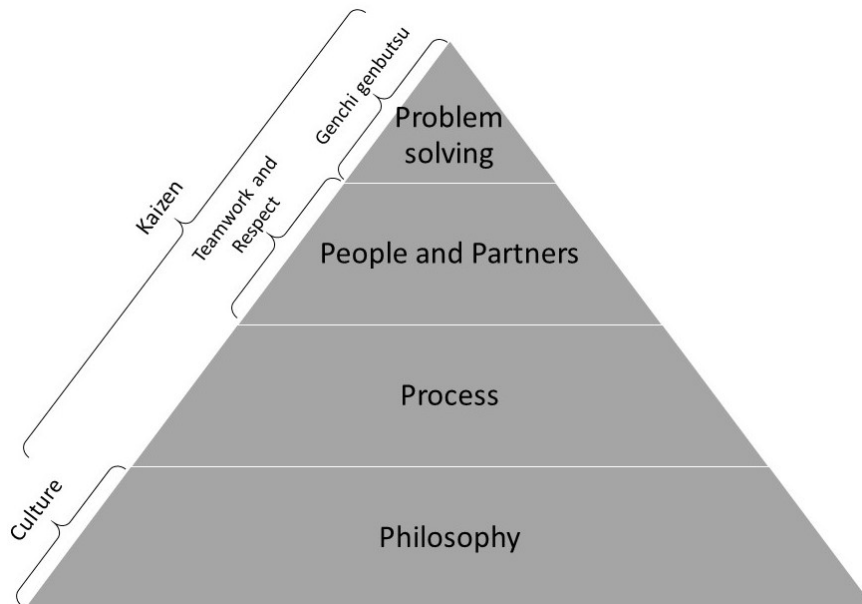 Genchi genbutsu
Problem
solving
Kaizen
Teamwork and
Respect
People and Partners
Process
Culture
Philosophy